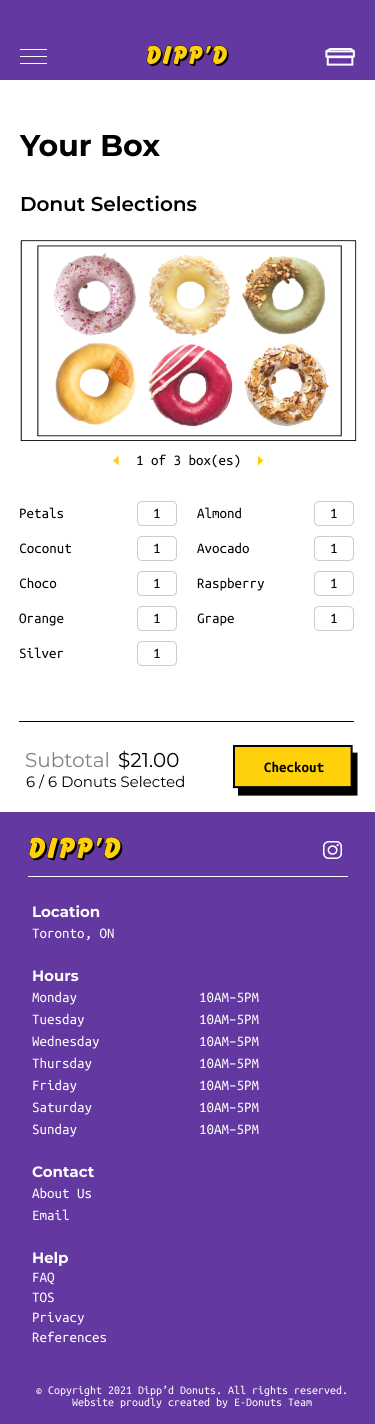 DIPP'D
Your Box
Donut Selections
1 of 3 box(es)
Petals 1 Almond 1
Coconut 1 Avocado 1
Choco 1 Raspberry 1
Orange 1 Grape 1
Silver 1
Subtotal $21.00
6 / 6 Donuts Selected
Checkout
DIPP'D
Location
Toronto, ON
Hours
Monday 10AM–5PM
Tuesday 10AM–5PM
Wednesday 10AM–5PM
Thursday 10AM–5PM
Friday 10AM–5PM
Saturday 10AM–5PM
Sunday 10AM–5PM
Contact
About Us
Email
Help
FAQ
TOS
Privacy
References
© Copyright 2021 Dipp’d Donuts. All rights reserved.
Website proudly created by E-Donuts Team